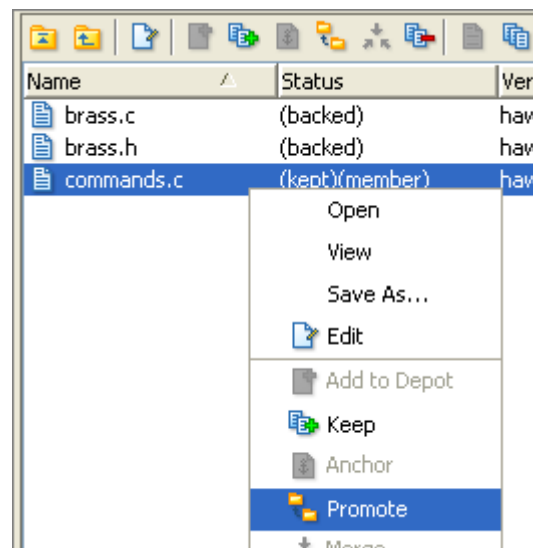 Name Status Ver
brass.c (backed) haw
brass.h (backed) haw
commands.c (kept)(member) haw
Open
View
Save As...
Edit
Add to Depot
Keep
Anchor
Promote
Merge